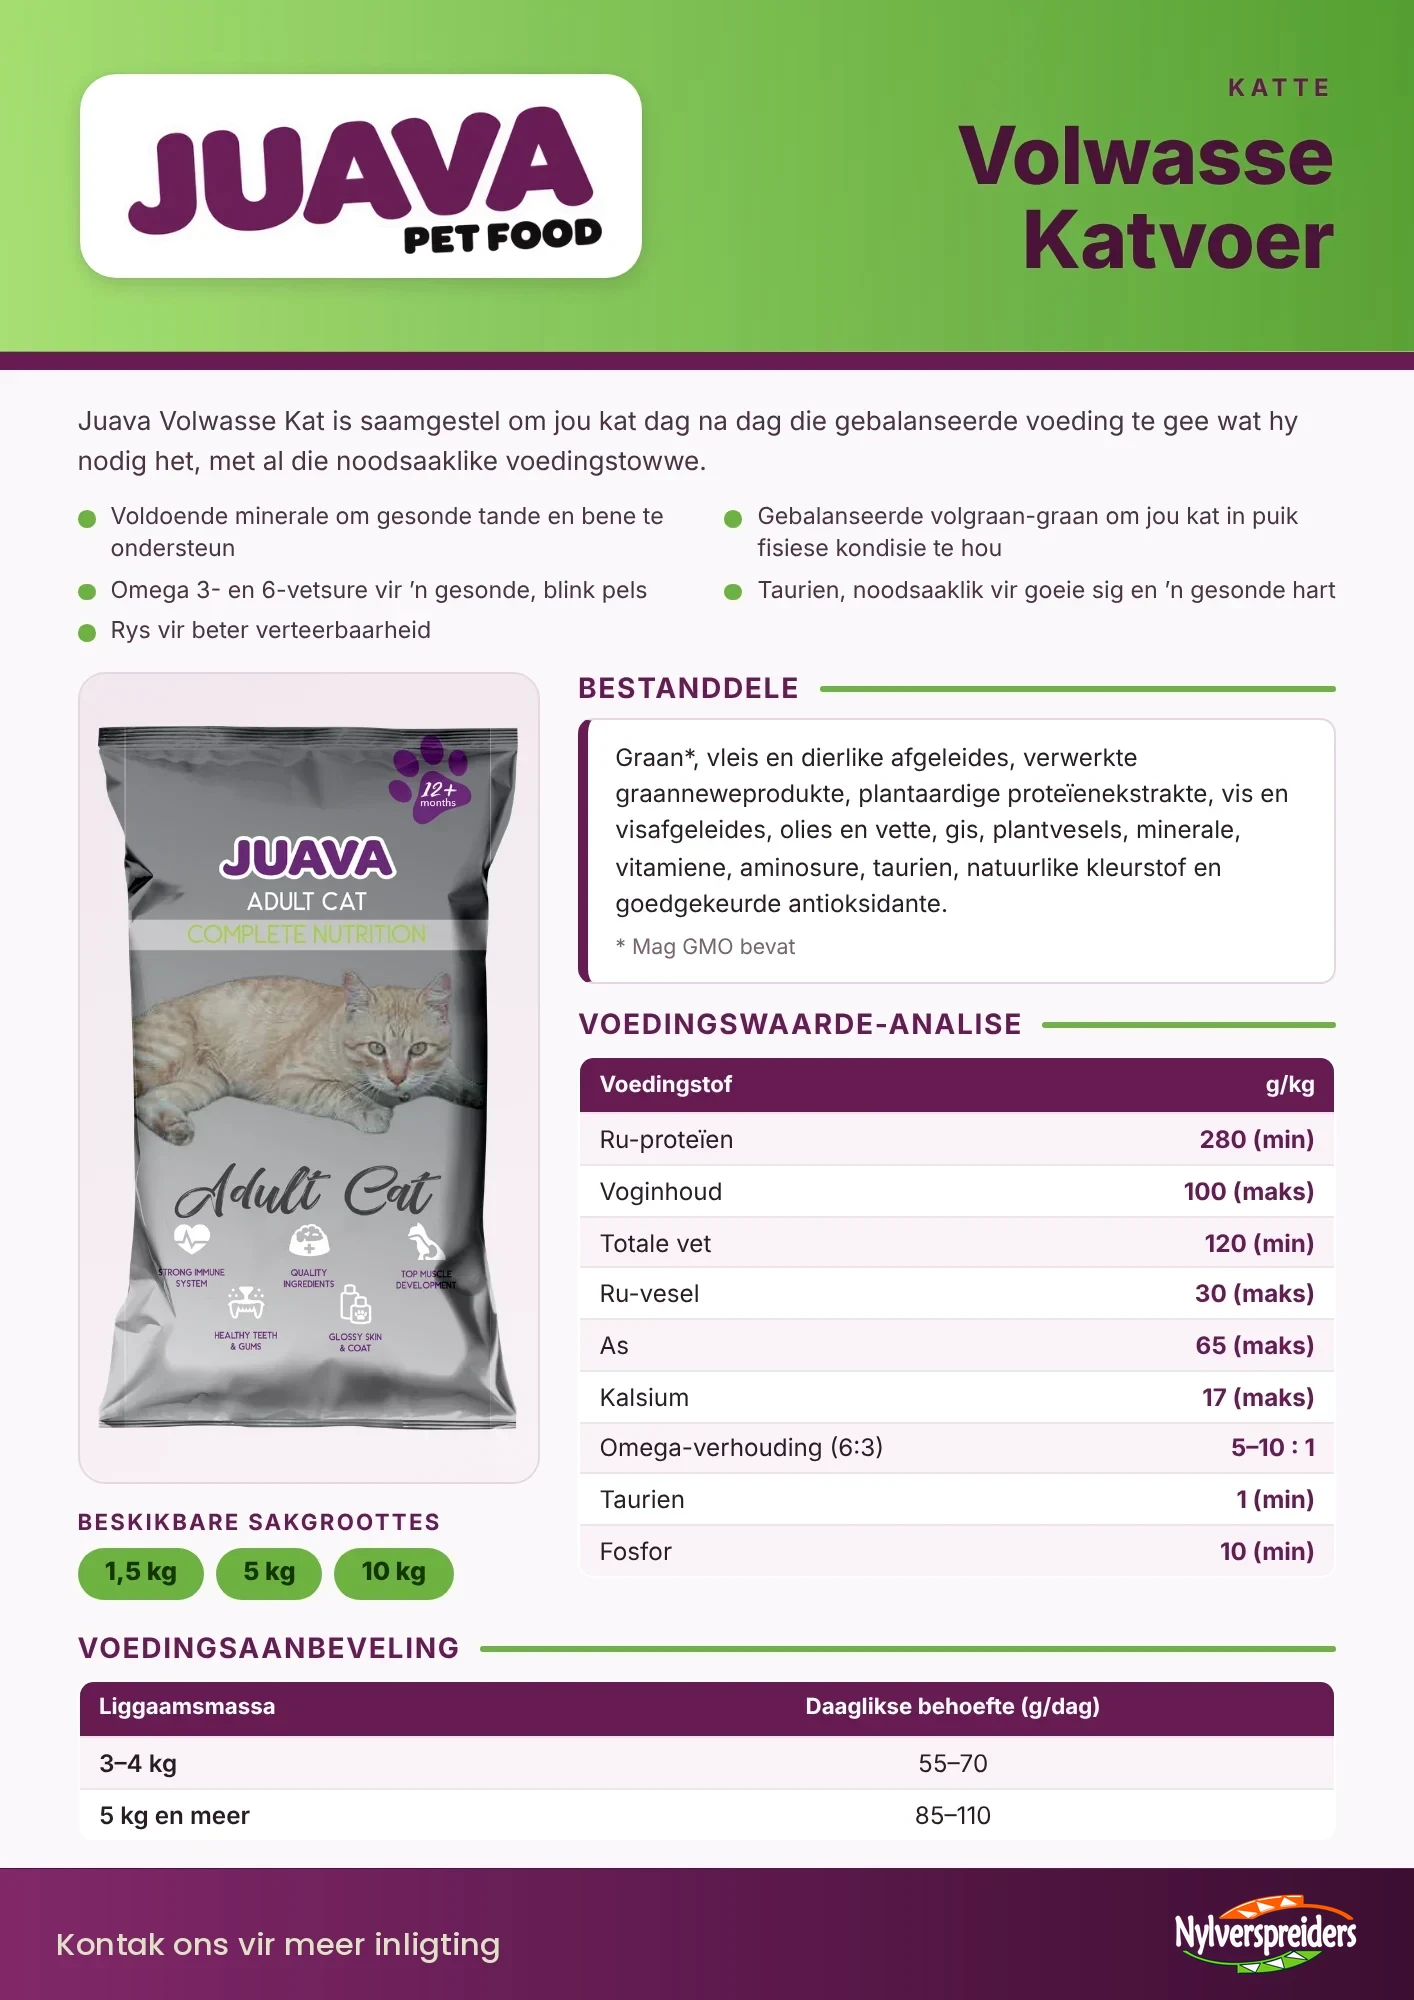 JUAVA
PET FOOD
KATTE
Volwasse
Katvoer
Juava Volwasse Kat is saamgestel om jou kat dag na dag die gebalanseerde voeding te gee wat hy
nodig het, met al die noodsaaklike voedingstowwe.
Voldoende minerale om gesonde tande en bene te
ondersteun
Gebalanseerde volgraan-graan om jou kat in puik
fisiese kondisie te hou
Omega 3- en 6-vetsure vir ’n gesonde, blink pels
Taurien, noodsaaklik vir goeie sig en ’n gesonde hart
Rys vir beter verteerbaarheid
12+
months
JUAVA
ADULT CAT
COMPLETE NUTRITION
Adult Cat
STRONG IMMUNE
SYSTEM
QUALITY
INGREDIENTS
TOP MUSCLE
DEVELOPMENT
HEALTHY TEETH
& GUMS
GLOSSY SKIN
& COAT
BESKIKBARE SAKGROOTTES
1,5 kg
5 kg
10 kg
BESTANDDELE
Graan*, vleis en dierlike afgeleides, verwerkte
graanneweprodukte, plantaardige proteïenekstrakte, vis en
visafgeleides, olies en vette, gis, plantvesels, minerale,
vitamiene, aminosure, taurien, natuurlike kleurstof en
goedgekeurde antioksidante.
* Mag GMO bevat
VOEDINGSWAARDE-ANALISE
Voedingstof g/kg
Ru-proteïen 280 (min)
Voginhoud 100 (maks)
Totale vet 120 (min)
Ru-vesel 30 (maks)
As 65 (maks)
Kalsium 17 (maks)
Omega-verhouding (6:3) 5–10 : 1
Taurien 1 (min)
Fosfor 10 (min)
VOEDINGSAANBEVELING
Liggaamsmassa Daaglikse behoefte (g/dag)
3–4 kg 55–70
5 kg en meer 85–110
Kontak ons vir meer inligting
Nylverspreiders